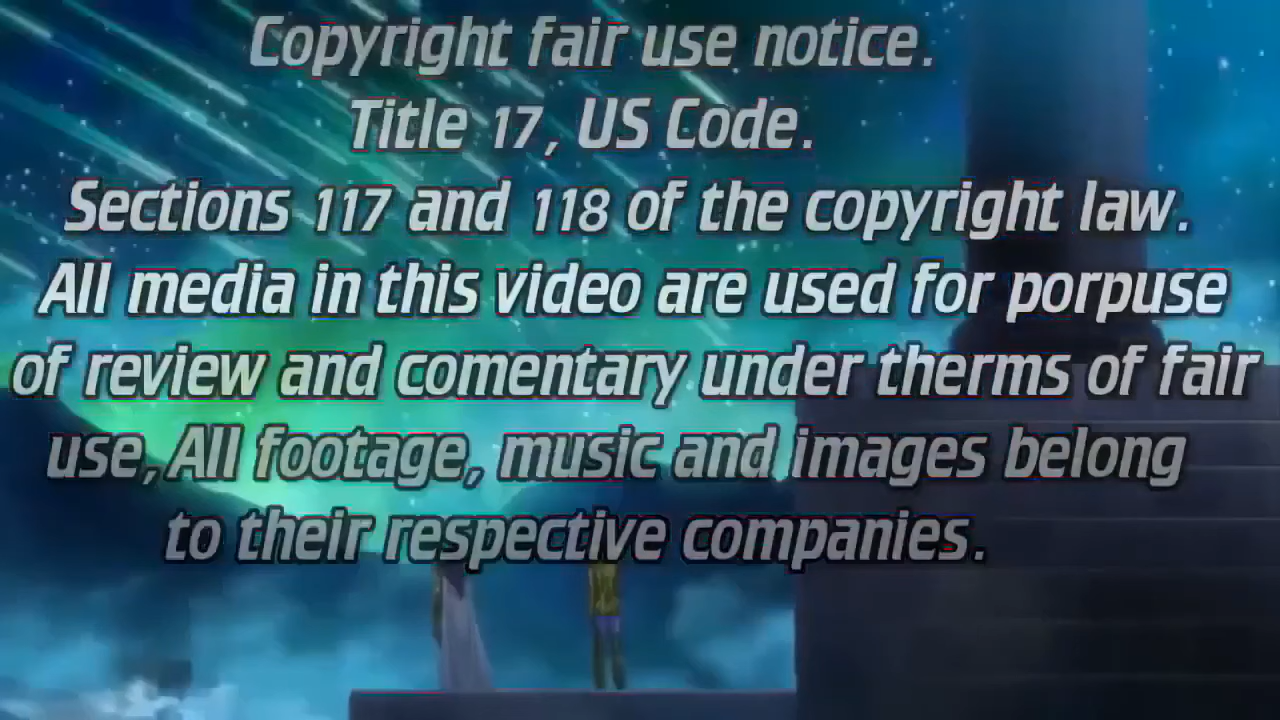 Copyright fair use notice.
Title 17, US Code.
Sections 117 and 118 of the copyright law.
All media in this video are used for porpuse
of review and comentary under therms of fair
use, All footage, music and images belong
to their respective companies.